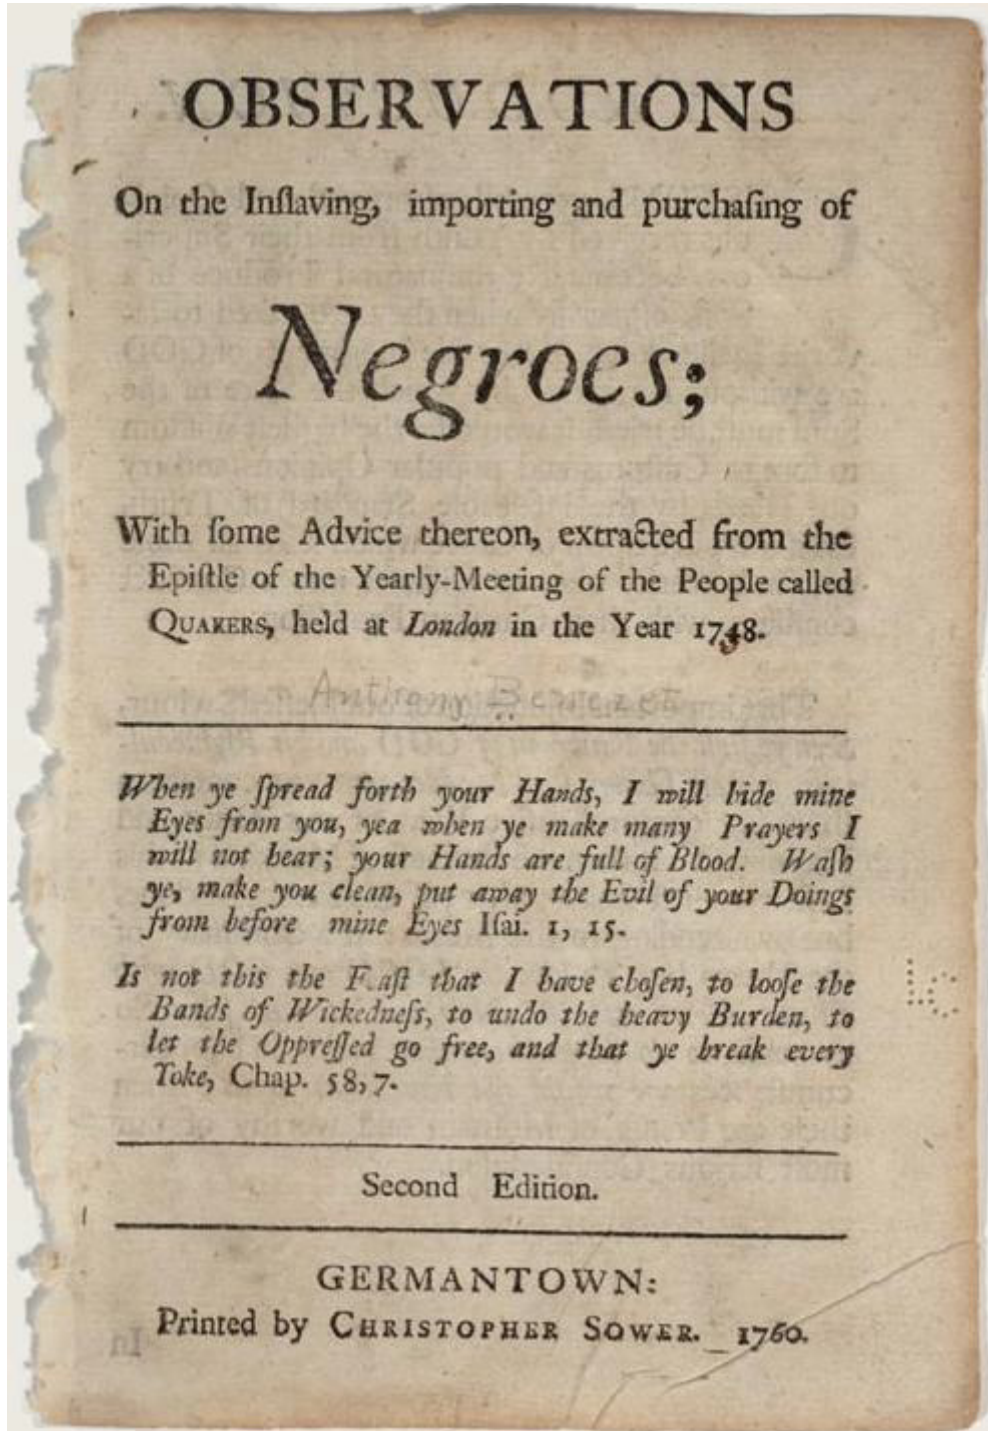 OBSERVATIONS
On the Inſlaving, importing and purchaſing of
Negroes;
With ſome Advice thereon, extracted from the
Epiſtle of the Yearly-Meeting of the People called
QUAKERS, held at London in the Year 1748.
Anthony Benezet
When ye ſpread forth your Hands, I will hide mine
Eyes from you, yea when ye make many Prayers I
will not hear; your Hands are full of Blood. Waſh
ye, make you clean, put away the Evil of your Doings
from before mine Eyes Iſai. 1, 15.
Is not this the Faſt that I have choſen, to looſe the
Bands of Wickedneſs, to undo the heavy Burden, to
let the Oppreſſed go free, and that ye break every
Yoke, Chap. 58, 7.
Second Edition.
GERMANTOWN:
Printed by CHRISTOPHER SOWER. 1760.